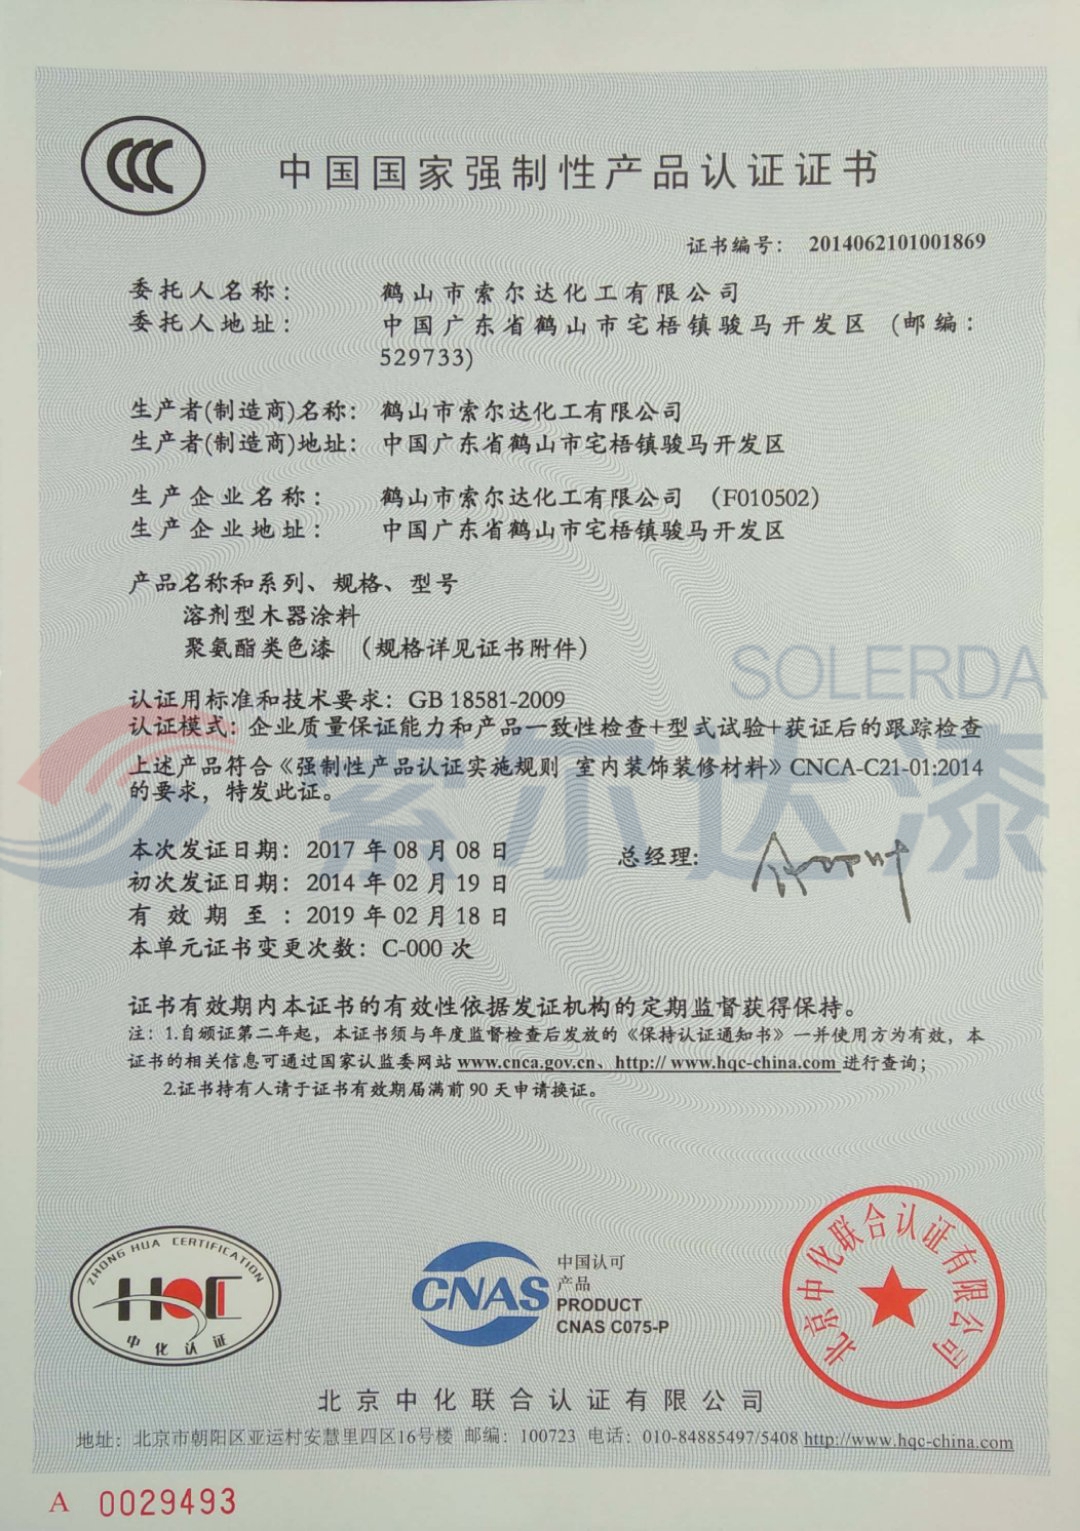 CCC
中国国家强制性产品认证证书
证书编号： 2014062101001869
委托人名称： 鹤山市索尔达化工有限公司
委托人地址： 中国广东省鹤山市宅梧镇骏马开发区 (邮编：
529733)
生产者(制造商)名称： 鹤山市索尔达化工有限公司
生产者(制造商)地址： 中国广东省鹤山市宅梧镇骏马开发区
生产企业名称： 鹤山市索尔达化工有限公司 （F010502）
生产企业地址： 中国广东省鹤山市宅梧镇骏马开发区
产品名称和系列、规格、型号
溶剂型木器涂料
聚氨酯类色漆 （规格详见证书附件）
SOLERDA
索尔达漆
认证用标准和技术要求：GB 18581-2009
认证模式：企业质量保证能力和产品一致性检查+型式试验+获证后的跟踪检查
上述产品符合《强制性产品认证实施规则 室内装饰装修材料》CNCA-C21-01:2014
的要求，特发此证。
本次发证日期：2017 年 08 月 08 日
总经理：
初次发证日期：2014 年 02 月 19 日
有效期至：2019 年 02 月 18 日
本单元证书变更次数：C-000 次
证书有效期内本证书的有效性依据发证机构的定期监督获得保持。
注：1.自颁证第二年起，本证书须与年度监督检查后发放的《保持认证通知书》一并使用方为有效，本
证书的相关信息可通过国家认监委网站 www.cnca.gov.cn、http:// www.hqc-china.com 进行查询；
2.证书持有人请于证书有效期届满前 90 天申请换证。
ZHONG HUA CERTIFICATION
HQC
中化认证
CNAS
中国认可
产品
PRODUCT
CNAS C075-P
北京中化联合认证有限公司
北京中化联合认证有限公司
地址：北京市朝阳区亚运村安慧里四区16号楼 邮编：100723 电话：010-84885497/5408 http://www.hqc-china.com
A 0029493